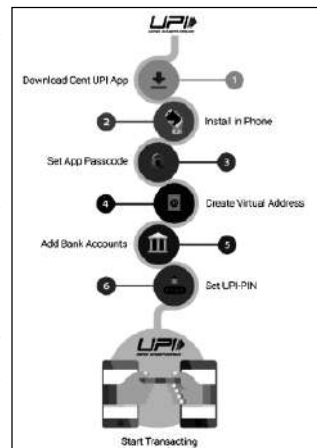 UPI
Download Cent UPI App
1
2
Install in Phone
Set App Passcode
3
4
Create Virtual Address
Add Bank Accounts
5
6
Set UPI-PIN
UPI
Start Transacting